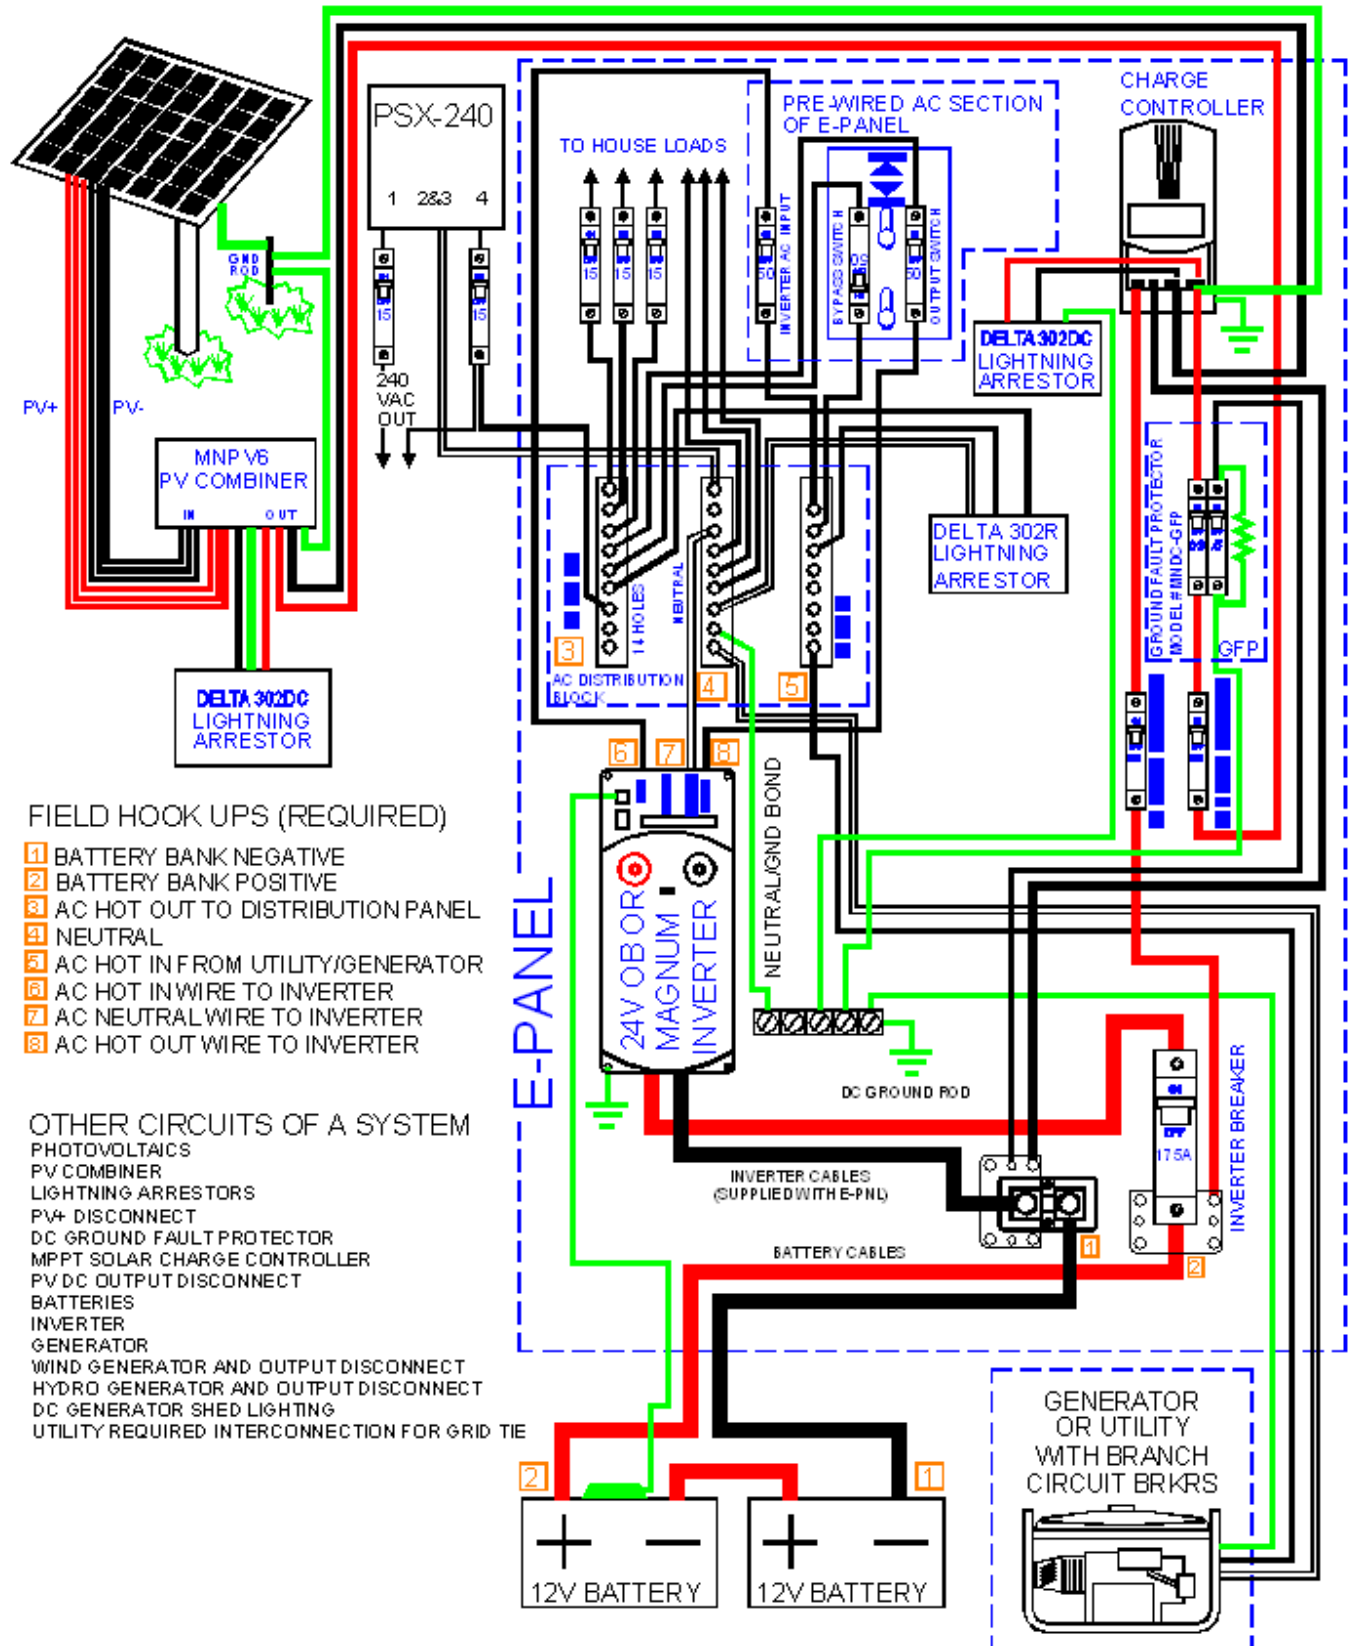 PSX-240
1 2&3 4
15
15
240
VAC
OUT
GND
ROD
PV+
PV-
MNPV6
PV COMBINER
IN
OUT
DELTA 302DC
LIGHTNING
ARRESTOR
TO HOUSE LOADS
15
15
15
PRE-WIRED AC SECTION
OF E-PANEL
50
INVERTER AC INPUT
BYPASS SWITCH
50
OUTPUT SWITCH
CHARGE
CONTROLLER
DELTA 302DC
LIGHTNING
ARRESTOR
DELTA 302R
LIGHTNING
ARRESTOR
GROUND FAULT PROTECTOR
MODEL # MNDC-GFP
GFP
14 HOLES
NEUTRAL
3
AC DISTRIBUTION
BLOCK
4
5
6
7
8
24V OB OR
MAGNUM
INVERTER
NEUTRAL/GND BOND
E-PANEL
DC GROUND ROD
INVERTER CABLES
(SUPPLIED WITH E-PNL)
BATTERY CABLES
OFF
175A
INVERTER BREAKER
1
2
FIELD HOOK UPS (REQUIRED)
1 BATTERY BANK NEGATIVE
2 BATTERY BANK POSITIVE
3 AC HOT OUT TO DISTRIBUTION PANEL
4 NEUTRAL
5 AC HOT IN FROM UTILITY/GENERATOR
6 AC HOT IN WIRE TO INVERTER
7 AC NEUTRAL WIRE TO INVERTER
8 AC HOT OUT WIRE TO INVERTER
OTHER CIRCUITS OF A SYSTEM
PHOTOVOLTAICS
PV COMBINER
LIGHTNING ARRESTORS
PV+ DISCONNECT
DC GROUND FAULT PROTECTOR
MPPT SOLAR CHARGE CONTROLLER
PV DC OUTPUT DISCONNECT
BATTERIES
INVERTER
GENERATOR
WIND GENERATOR AND OUTPUT DISCONNECT
HYDRO GENERATOR AND OUTPUT DISCONNECT
DC GENERATOR SHED LIGHTING
UTILITY REQUIRED INTERCONNECTION FOR GRID TIE
2
1
12V BATTERY
12V BATTERY
GENERATOR
OR UTILITY
WITH BRANCH
CIRCUIT BRKRS